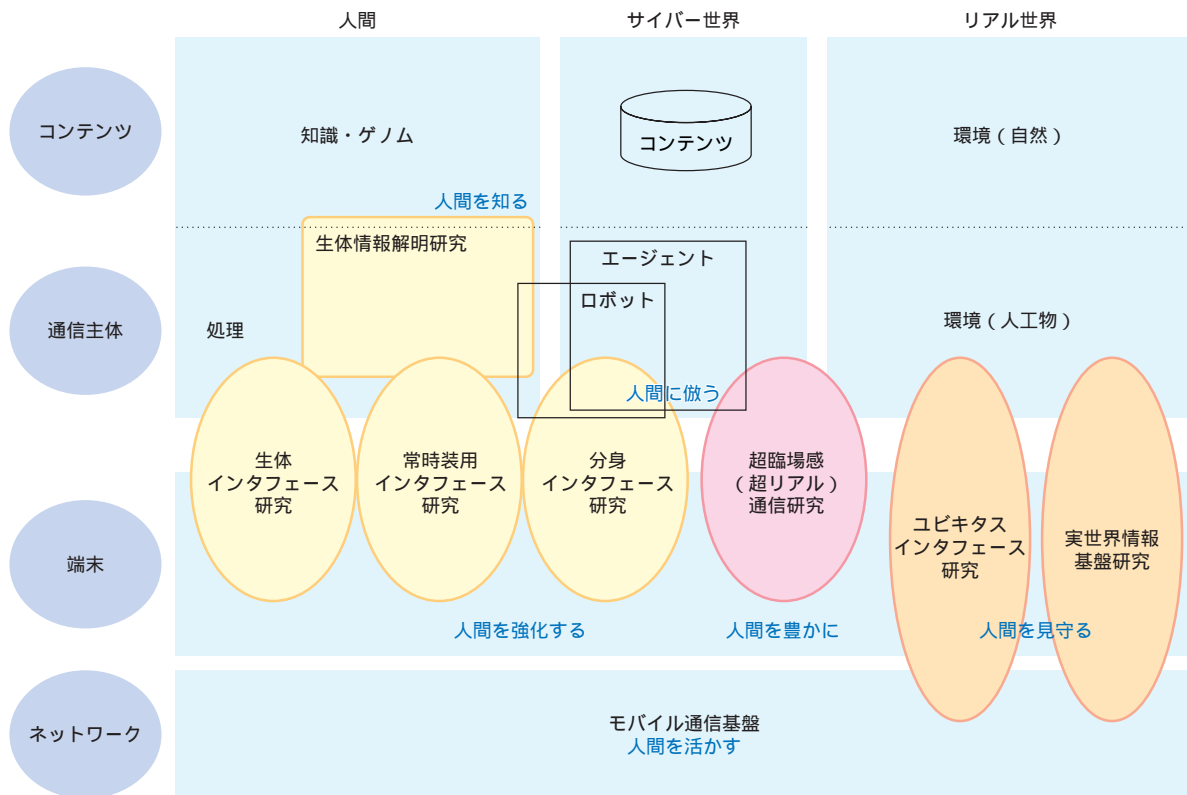 人間
サイバー世界
リアル世界
コンテンツ
知識・ゲノム
コンテンツ
環境（自然）
人間を知る
生体情報解明研究
エージェント
ロボット
通信主体
処理
環境（人工物）
人間に倣う
生体
インタフェース
研究
常時装用
インタフェース
研究
分身
インタフェース
研究
超臨場感
（超リアル）
通信研究
ユビキタス
インタフェース
研究
実世界情報
基盤研究
端末
人間を強化する
人間を豊かに
人間を見守る
ネットワーク
モバイル通信基盤
人間を活かす